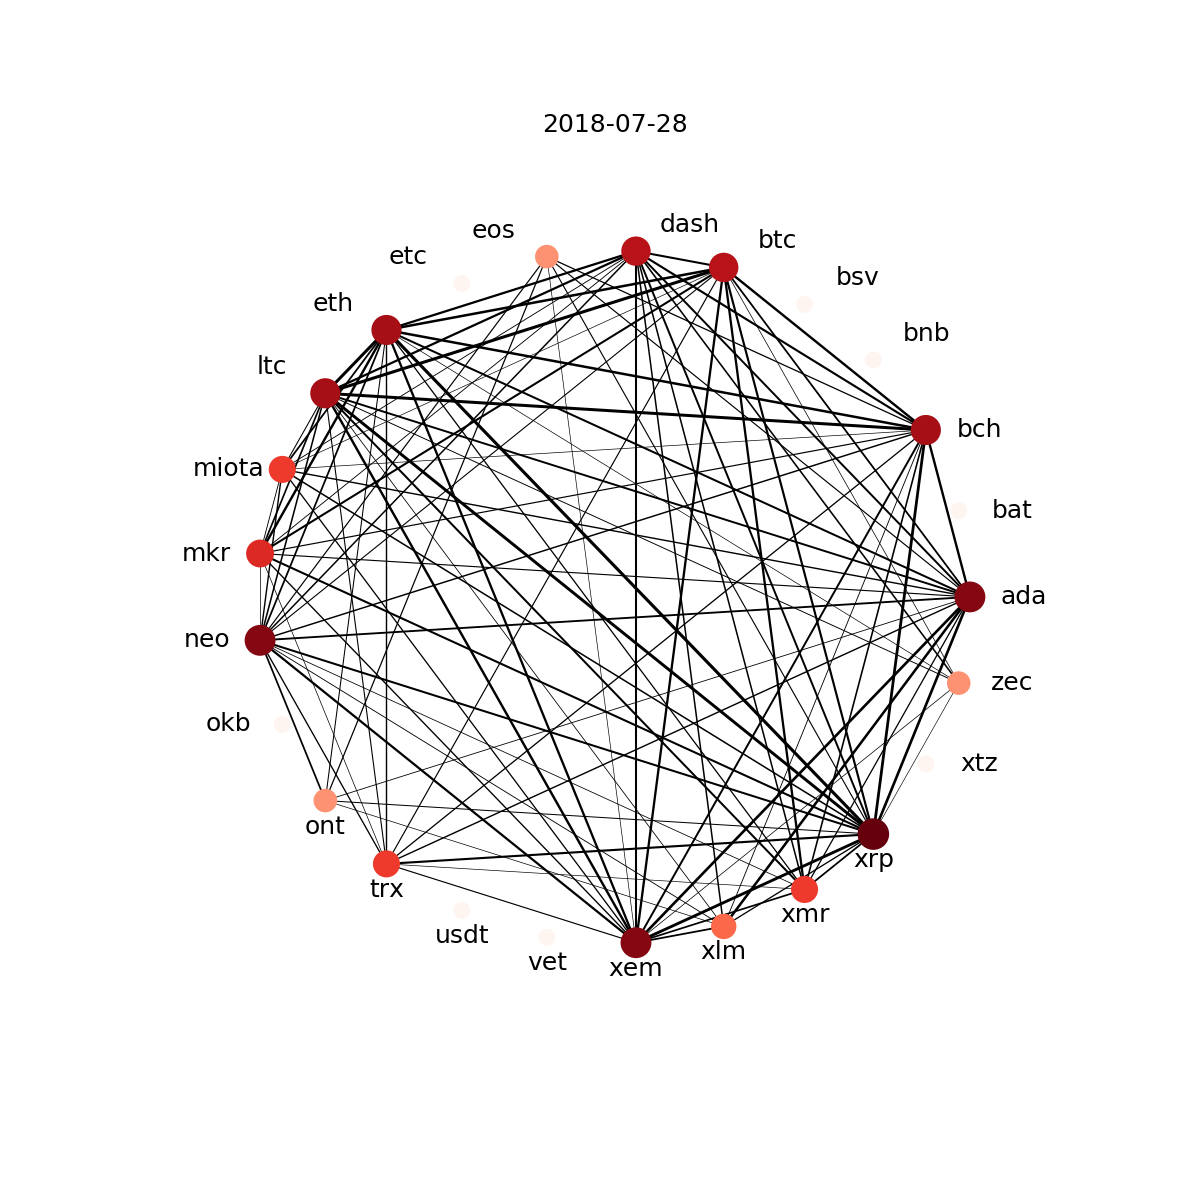 2018-07-28
dash
eos
btc
etc
bsv
eth
bnb
ltc
bch
miota
bat
mkr
ada
neo
zec
okb
xtz
ont
xrp
trx
xmr
usdt
xlm
vet
xem